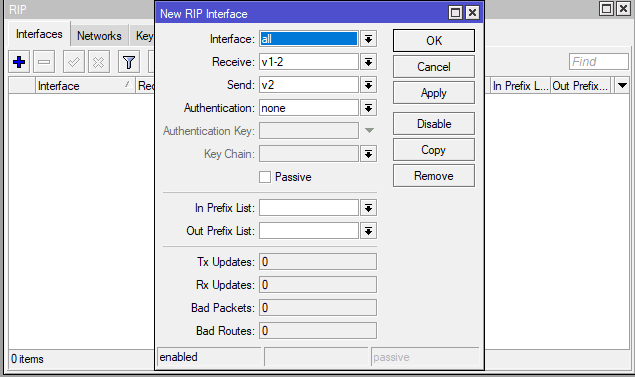 RIP
New RIP Interface
Interfaces Networks Key
Find
Interface Rec In Prefix L... Out Prefix...
Interface: all
OK
Receive: v1-2
Cancel
Send: v2
Apply
Authentication: none
Authentication Key:
Disable
Key Chain:
Copy
Passive
Remove
In Prefix List:
Out Prefix List:
Tx Updates: 0
Rx Updates: 0
Bad Packets: 0
Bad Routes: 0
0 items
enabled passive